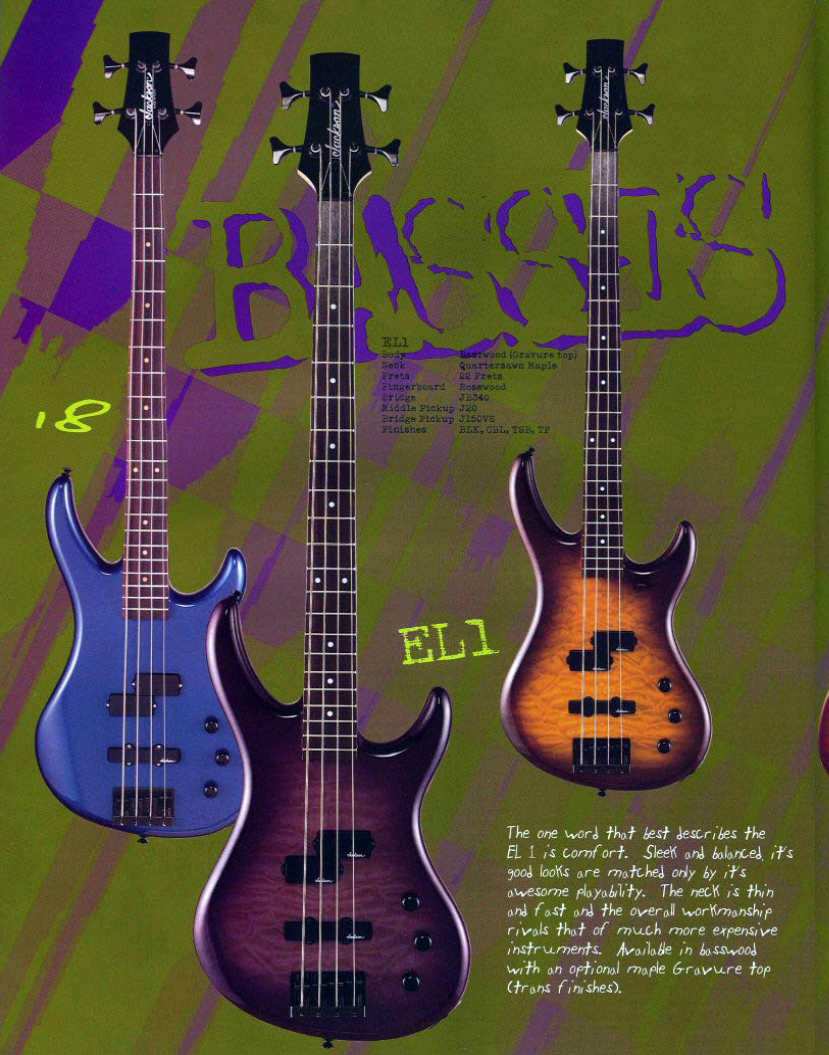 Jackson
Jackson
Jackson
BASSES
EL1
Body Basswood (Gravure top)
Neck Quartersawn Maple
Frets 22 Frets
Fingerboard Rosewood
Bridge JB340
Middle Pickup J20
Bridge Pickup J150VS
Finishes BLK, CBL, TSB, TP
18
EL1
The one word that best describes the
EL 1 is comfort. Sleek and balanced, it's
good looks are matched only by it's
awesome playability. The neck is thin
and fast and the overall workmanship
rivals that of much more expensive
instruments. Available in basswood
with an optional maple Gravure top
(trans finishes).